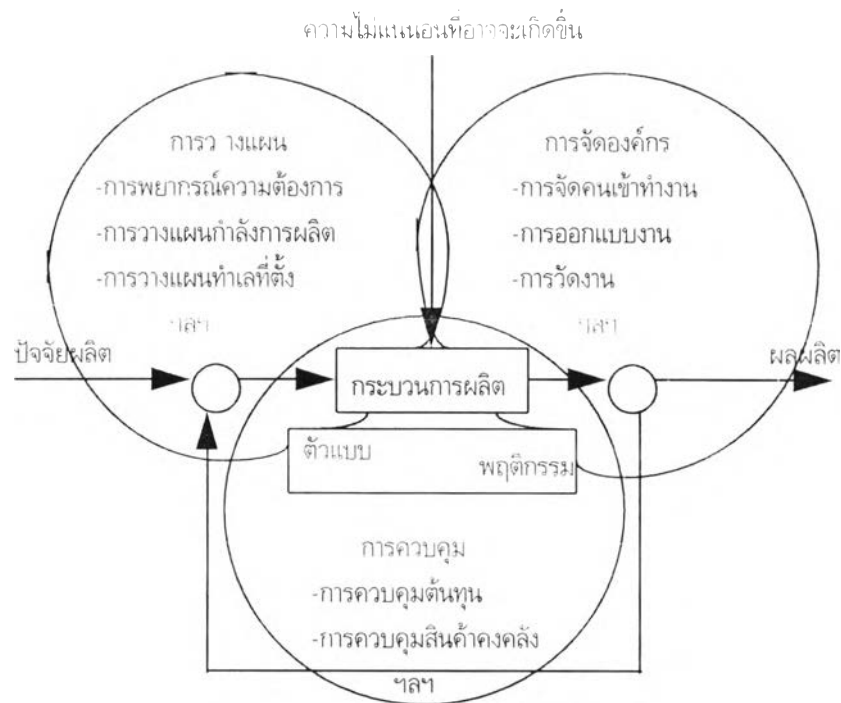 ความไม่แนนอนที่อาจจะเกิดขึ้น
การว างแผน
-การพยากรณ์ความต้องการ
-การวางแผนกำลังการผลิต
-การวางแผนทำเลที่ตั้ง
ฯลฯ
การจัดองค์กร
-การจัดคนเข้าทำงาน
-การออกแบบงาน
-การวัดงาน
ฯลฯ
ปัจจัยผลิต
กระบวนการผลิต
ผลผลิต
ตัวแบบ
พฤติกรรม
การควบคุม
-การควบคุมต้นทุน
-การควบคุมสินค้าคงคลัง
ฯลฯ